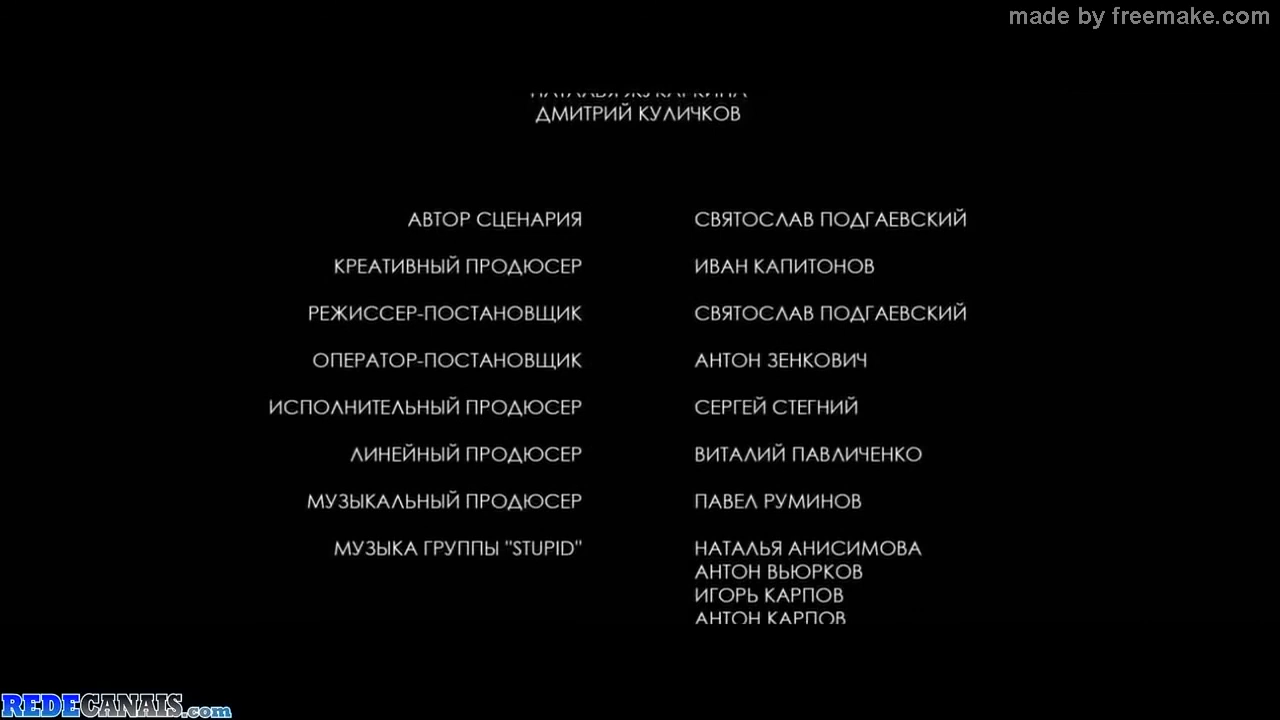 made by freemake.com
ДМИТРИЙ КУЛИЧКОВ
АВТОР СЦЕНАРИЯ СВЯТОСЛАВ ПОДГАЕВСКИЙ
КРЕАТИВНЫЙ ПРОДЮСЕР ИВАН КАПИТОНОВ
РЕЖИССЕР-ПОСТАНОВЩИК СВЯТОСЛАВ ПОДГАЕВСКИЙ
ОПЕРАТОР-ПОСТАНОВЩИК АНТОН ЗЕНКОВИЧ
ИСПОЛНИТЕЛЬНЫЙ ПРОДЮСЕР СЕРГЕЙ СТЕГНИЙ
ЛИНЕЙНЫЙ ПРОДЮСЕР ВИТАЛИЙ ПАВЛИЧЕНКО
МУЗЫКАЛЬНЫЙ ПРОДЮСЕР ПАВЕЛ РУМИНОВ
МУЗЫКА ГРУППЫ "STUPID" НАТАЛЬЯ АНИСИМОВА
АНТОН ВЬЮРКОВ
ИГОРЬ КАРПОВ
АНТОН КАРПОВ
REDECANAIS.com